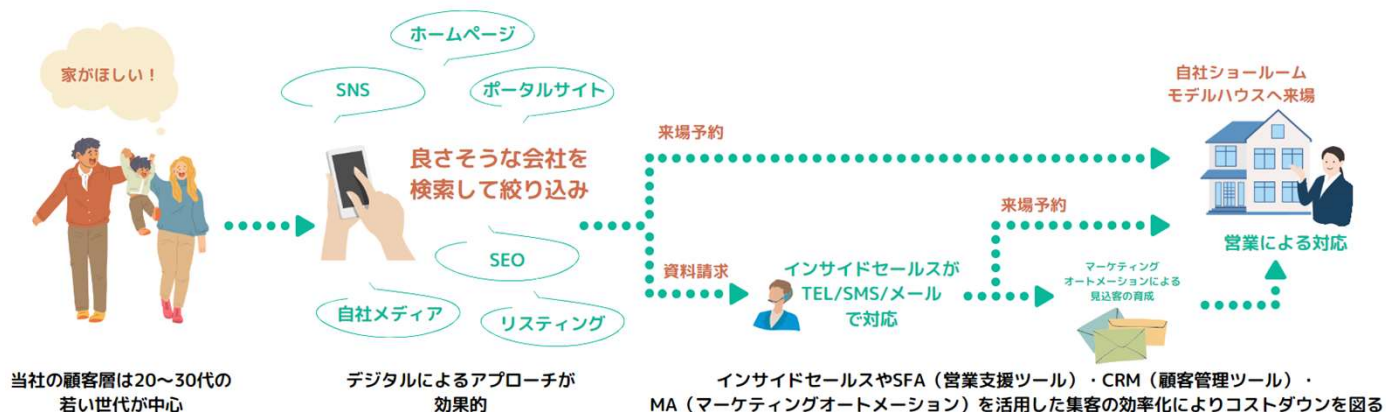 家がほしい！
ホームページ
SNS
ポータルサイト
良さそうな会社を
検索して絞り込み
SEO
自社メディア
リスティング
来場予約
資料請求
インサイドセールスが
TEL/SMS/メール
で対応
来場予約
マーケティング
オートメーションによる
見込客の育成
自社ショールーム
モデルハウスへ来場
営業による対応
当社の顧客層は20〜30代の
若い世代が中心
デジタルによるアプローチが
効果的
インサイドセールスやSFA（営業支援ツール）・CRM（顧客管理ツール）・
MA（マーケティングオートメーション）を活用した集客の効率化によりコストダウンを図る